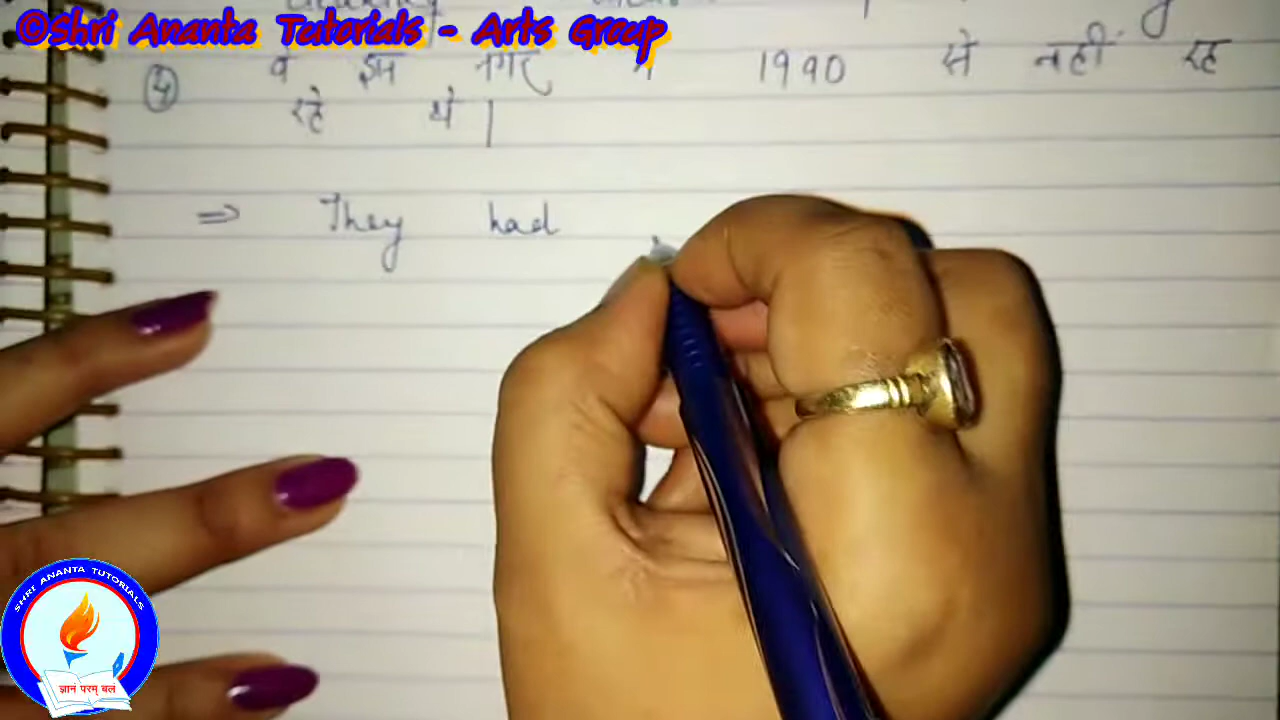 ©Shri Ananta Tutorials - Arts Group
④ वे इस नगर में 1990 से नहीं रह
रहे थे।
⇒ They had
SHRI ANANTA TUTORIALS
ज्ञानं परमं बलं